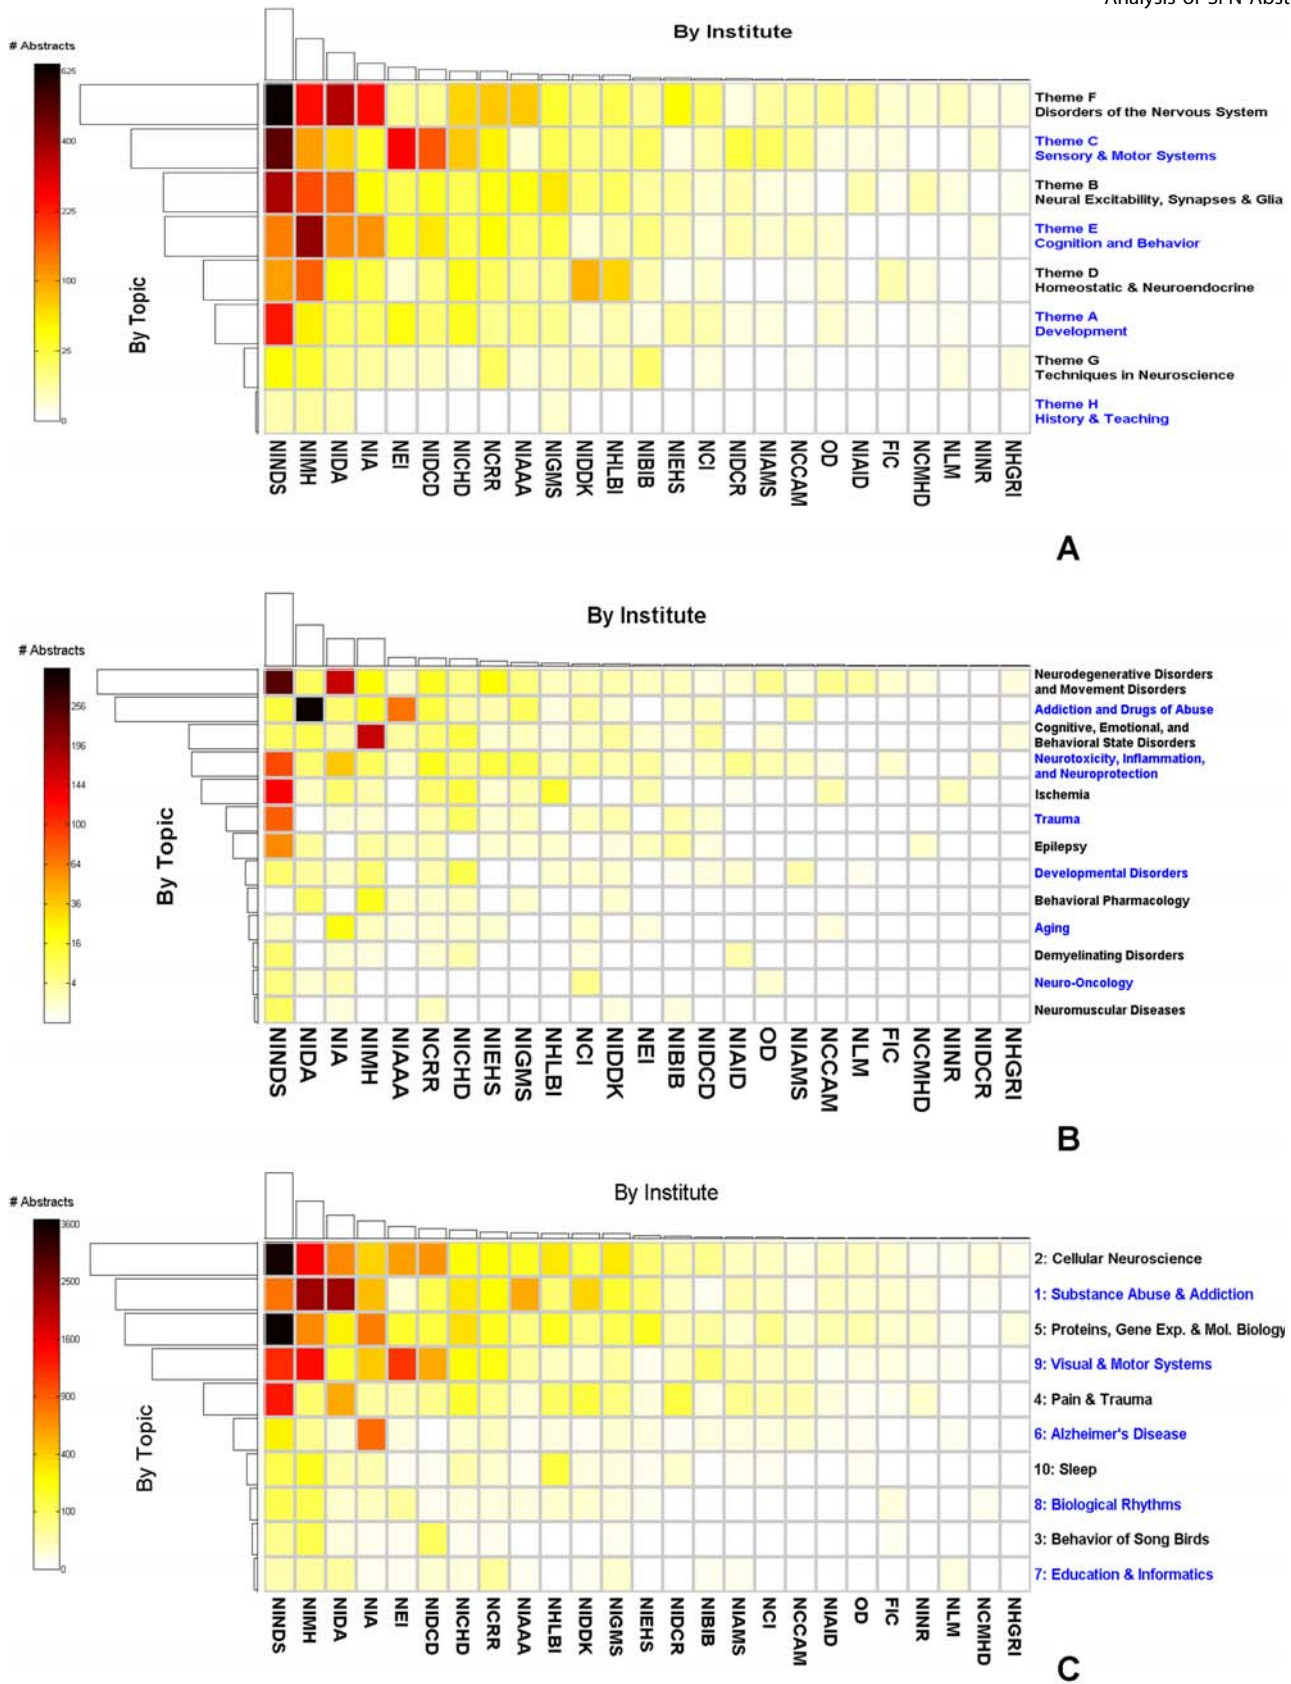 By Institute
# Abstracts
625
400
225
100
25
0
By Topic
Theme F
Disorders of the Nervous System
Theme C
Sensory & Motor Systems
Theme B
Neural Excitability, Synapses & Glia
Theme E
Cognition and Behavior
Theme D
Homeostatic & Neuroendocrine
Theme A
Development
Theme G
Techniques in Neuroscience
Theme H
History & Teaching
NINDS
NIMH
NIDA
NIA
NEI
NIDCD
NICHD
NCRR
NIAAA
NIGMS
NIDDK
NHLBI
NIBIB
NIEHS
NCI
NIDCR
NIAMS
NCCAM
OD
NIAID
FIC
NCMHD
NLM
NINR
NHGRI
A
By Institute
# Abstracts
256
196
144
100
64
36
16
4
By Topic
Neurodegenerative Disorders
and Movement Disorders
Addiction and Drugs of Abuse
Cognitive, Emotional, and
Behavioral State Disorders
Neurotoxicity, Inflammation,
and Neuroprotection
Ischemia
Trauma
Epilepsy
Developmental Disorders
Behavioral Pharmacology
Aging
Demyelinating Disorders
Neuro-Oncology
Neuromuscular Diseases
NINDS
NIDA
NIA
NIMH
NIAAA
NCRR
NICHD
NIEHS
NIGMS
NHLBI
NCI
NIDDK
NEI
NIBIB
NIDCD
NIAID
OD
NIAMS
NCCAM
NLM
FIC
NCMHD
NINR
NIDCR
NHGRI
B
By Institute
# Abstracts
3600
2500
1600
900
400
100
0
By Topic
2: Cellular Neuroscience
1: Substance Abuse & Addiction
5: Proteins, Gene Exp. & Mol. Biology
9: Visual & Motor Systems
4: Pain & Trauma
6: Alzheimer's Disease
10: Sleep
8: Biological Rhythms
3: Behavior of Song Birds
7: Education & Informatics
NINDS
NIMH
NIDA
NIA
NEI
NIDCD
NICHD
NCRR
NIAAA
NHLBI
NIDDK
NIGMS
NIEHS
NIDCR
NIBIB
NIAMS
NCI
NCCAM
NIAID
OD
FIC
NINR
NLM
NCMHD
NHGRI
C